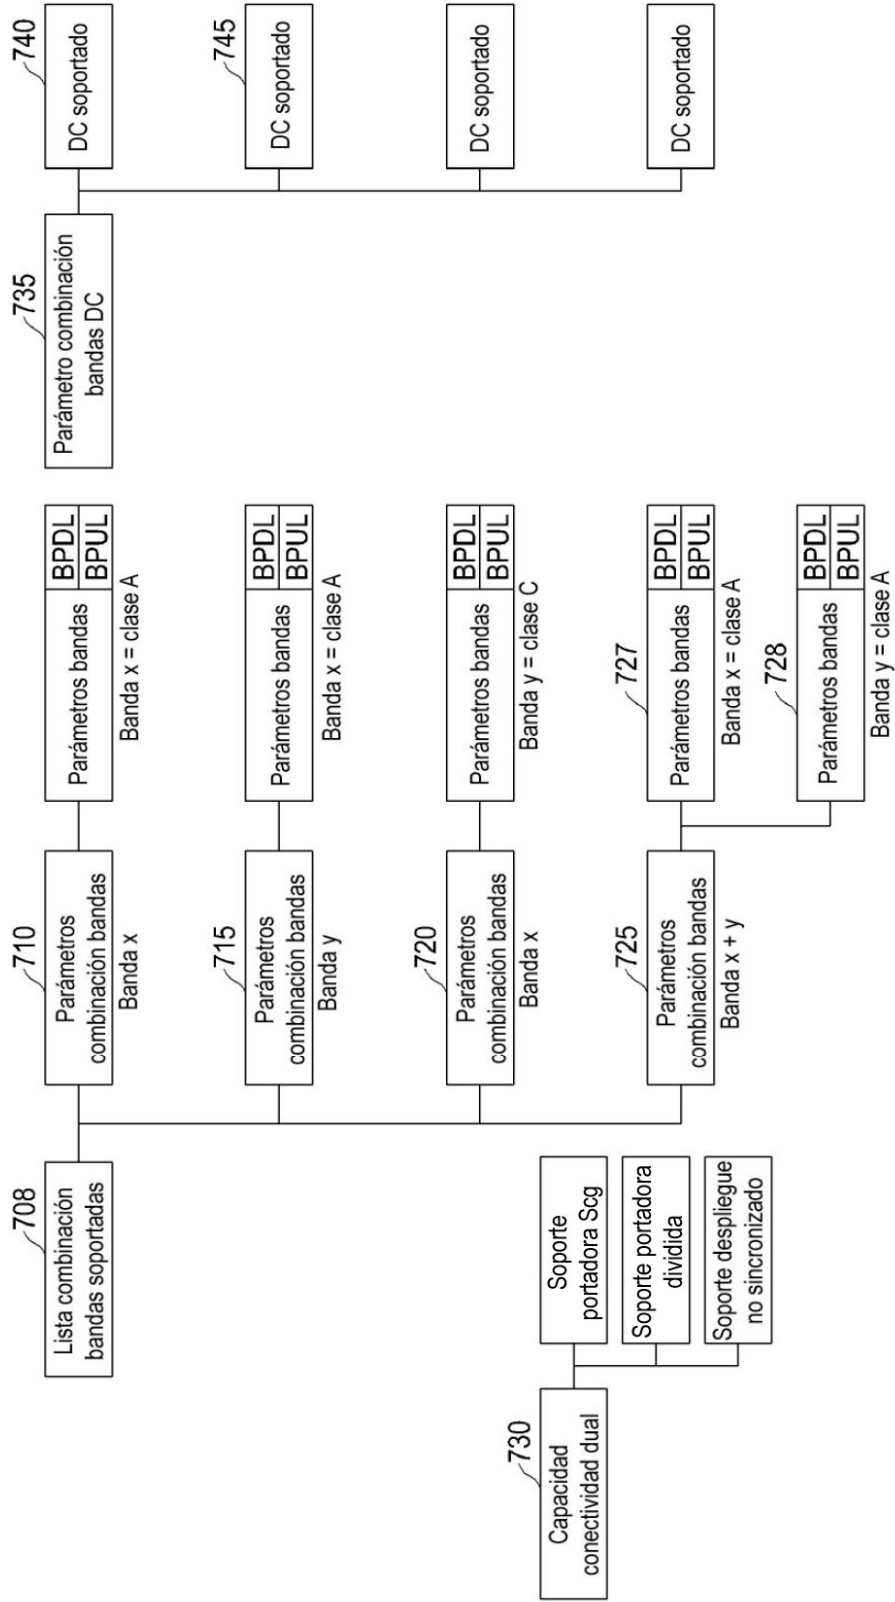 708
Lista combinación
bandas soportadas
710
Parámetros
combinación bandas
Banda x
Parámetros bandas
BPDL
BPUL
Banda x = clase A
715
Parámetros
combinación bandas
Banda y
Parámetros bandas
BPDL
BPUL
Banda x = clase A
720
Parámetros
combinación bandas
Banda x
Parámetros bandas
BPDL
BPUL
Banda y = clase C
725
Parámetros
combinación bandas
Banda x + y
727
Parámetros bandas
BPDL
BPUL
Banda x = clase A
728
Parámetros bandas
BPDL
BPUL
Banda y = clase A
730
Capacidad
conectividad dual
Soporte
portadora Scg
Soporte portadora
dividida
Soporte despliegue
no sincronizado
735
Parámetro combinación
bandas DC
740
DC soportado
745
DC soportado
DC soportado
DC soportado